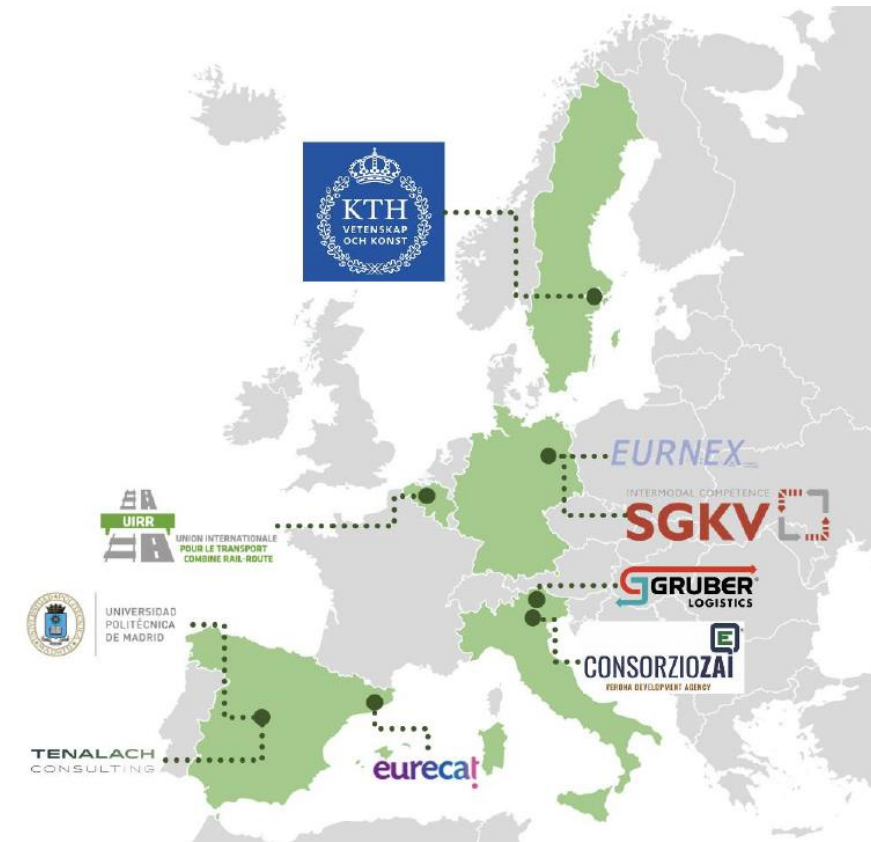 KTH
VETENSKAP
OCH KONST
EURNEX
INTERMODAL COMPETENCE
SGKV
UIRR
UNION INTERNATIONALE
POUR LE TRANSPORT
COMBINE RAIL-ROUTE
GRUBER
LOGISTICS
UNIVERSIDAD
POLITÉCNICA
DE MADRID
CONSORZIOZAI
VERONA DEVELOPMENT AGENCY
TENALACH
CONSULTING
eurecat